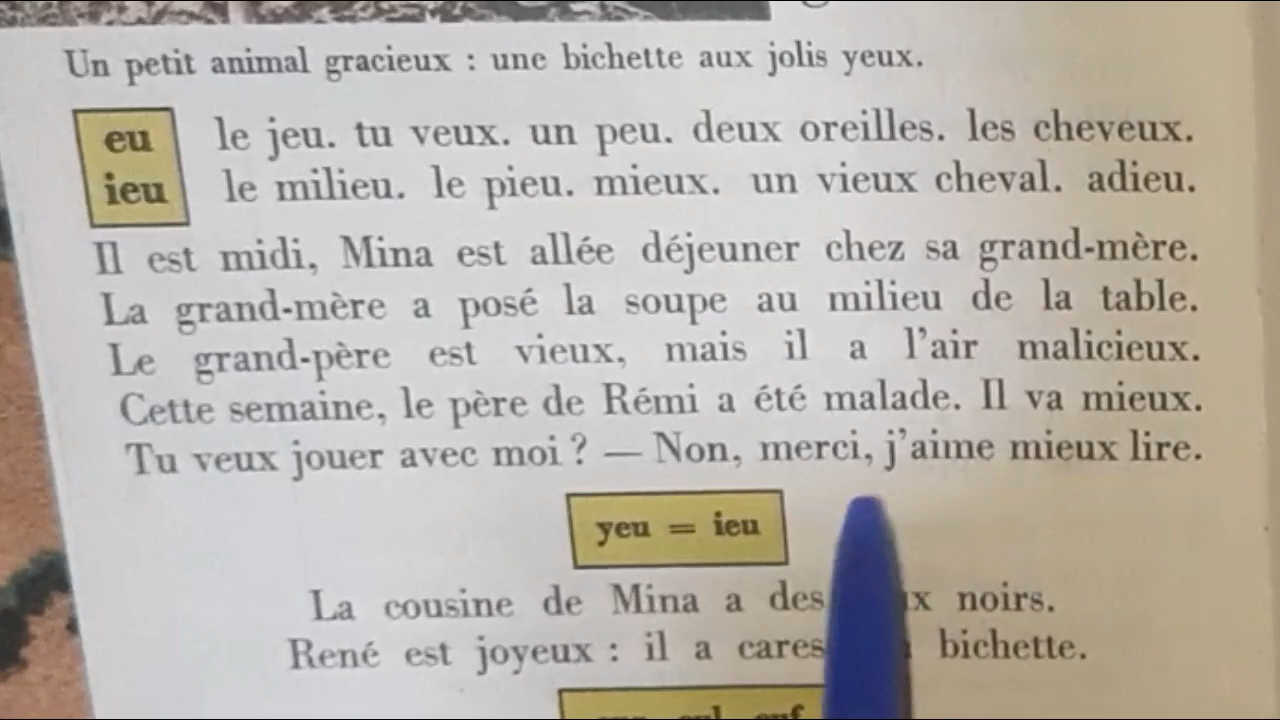 Un petit animal gracieux : une bichette aux jolis yeux.
eu le jeu. tu veux. un peu. deux oreilles. les cheveux.
ieu le milieu. le pieu. mieux. un vieux cheval. adieu.
Il est midi, Mina est allée déjeuner chez sa grand-mère.
La grand-mère a posé la soupe au milieu de la table.
Le grand-père est vieux, mais il a l'air malicieux.
Cette semaine, le père de Rémi a été malade. Il va mieux.
Tu veux jouer avec moi ? — Non, merci, j'aime mieux lire.
yeu = ieu
La cousine de Mina a des noirs.
René est joyeux : il a bichette.